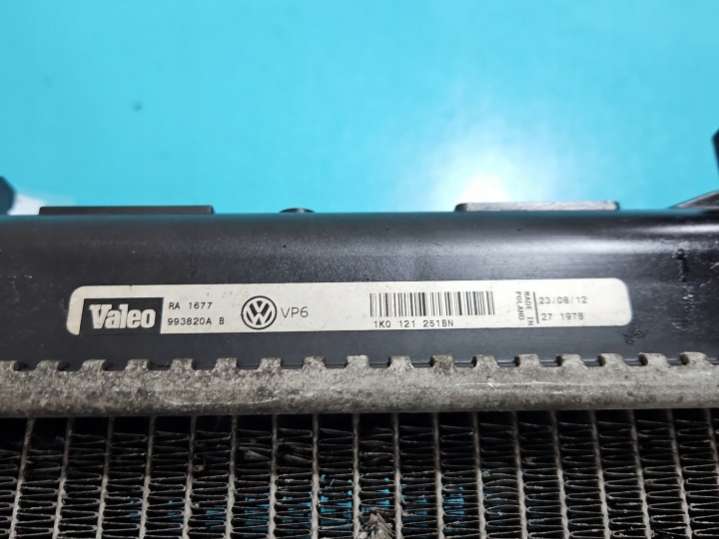 Valeo
RA 1677
993820A B
VP6
1K0 121 251BN
MADE IN
POLAND
23/08/12
27 1978